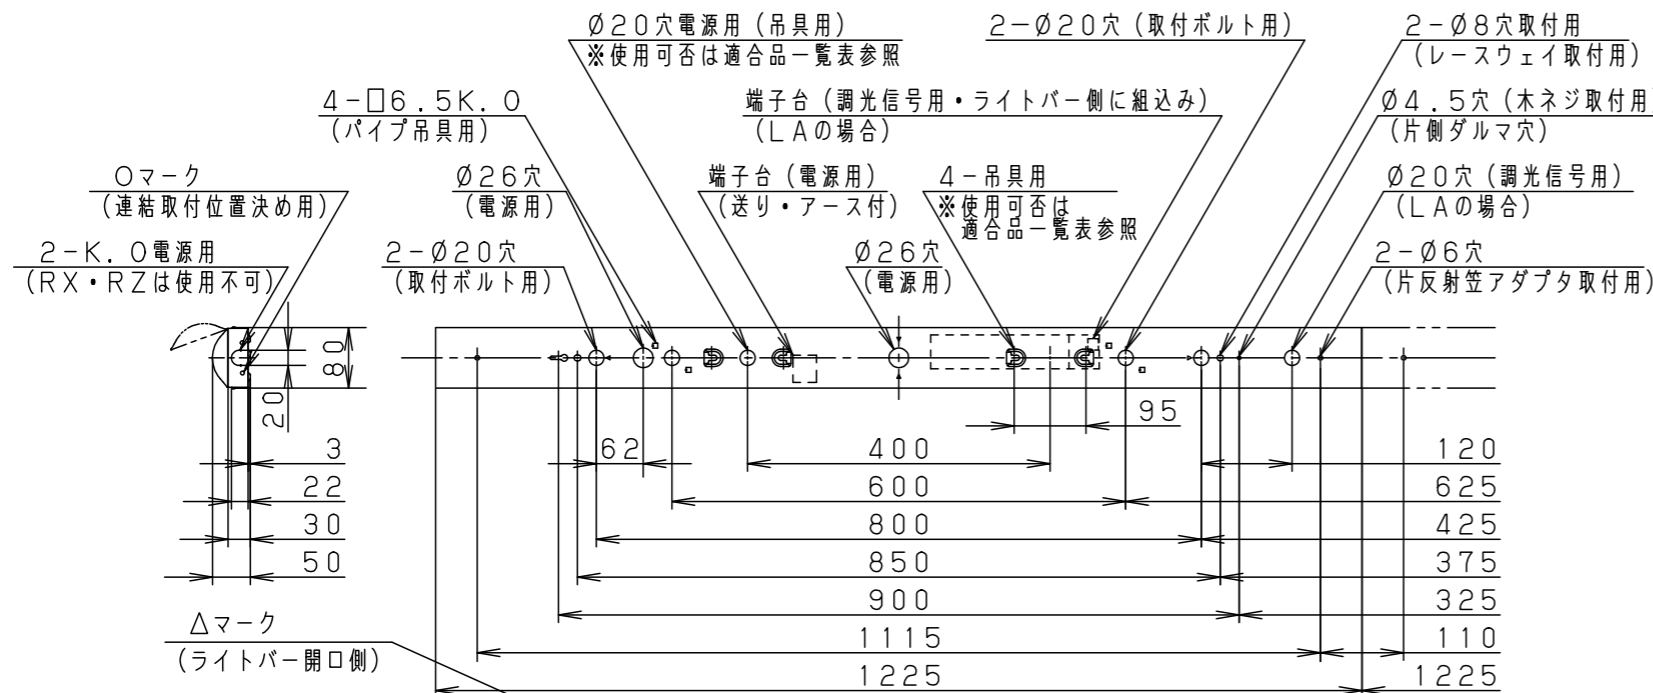 Ø20穴電源用（吊具用）
※使用可否は適合品一覧表参照
2−Ø20穴（取付ボルト用）
2−Ø8穴取付用
（レースウェイ取付用）
4−□6．5K．O
（パイプ吊具用）
端子台（調光信号用・ライトバー側に組込み）
（LAの場合）
Ø4．5穴（木ネジ取付用）
（片側ダルマ穴）
Oマーク
（連結取付位置決め用）
Ø26穴
（電源用）
端子台（電源用）
（送り・アース付）
4−吊具用
※使用可否は
適合品一覧表参照
Ø20穴（調光信号用）
（LAの場合）
2−K．O電源用
（RX・RZは使用不可）
2−Ø20穴
（取付ボルト用）
Ø26穴
（電源用）
2−Ø6穴
（片反射笠アダプタ取付用）
80
20
95
3
62
400
120
22
600
625
30
800
425
50
850
375
900
325
△マーク
（ライトバー開口側）
1115
110
1225
1225